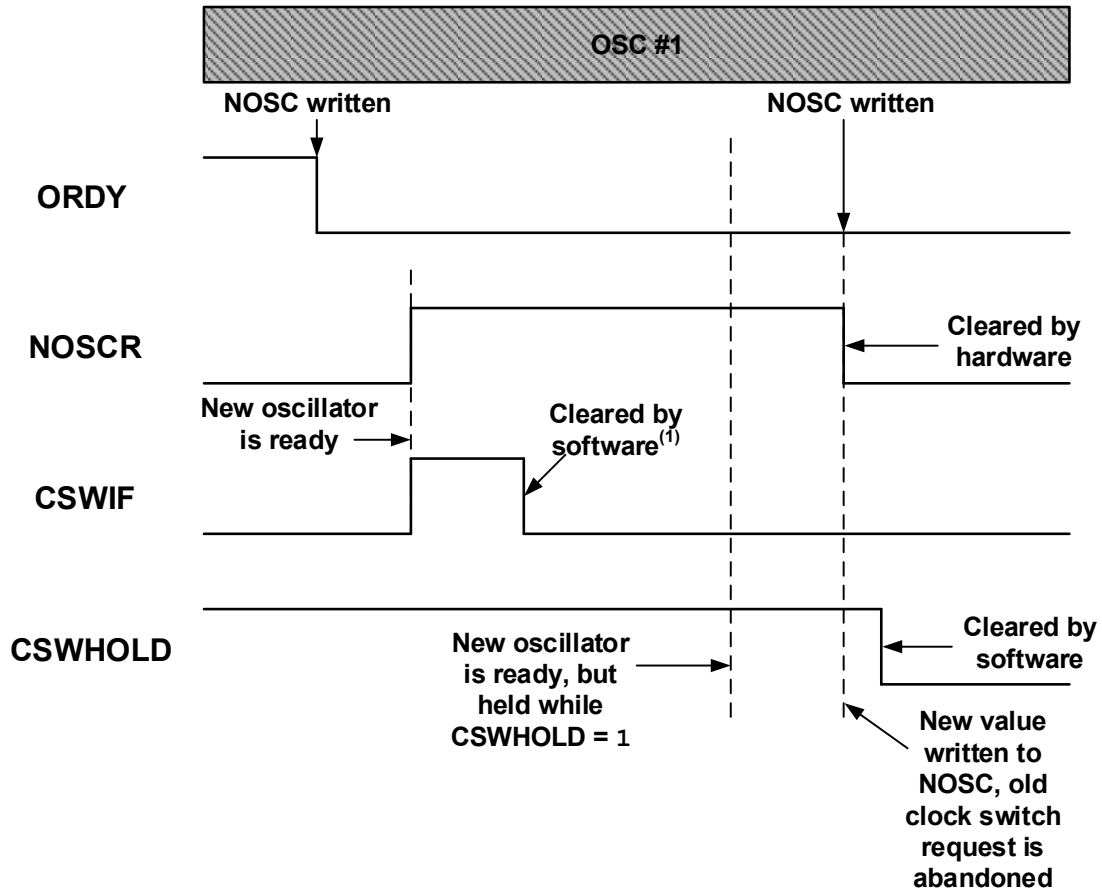 OSC #1
NOSC written
NOSC written
ORDY
NOSCR
Cleared by
hardware
New oscillator
is ready
Cleared by
software(1)
CSWIF
CSWHOLD
New oscillator
is ready, but
held while
CSWHOLD = 1
Cleared by
software
New value
written to
NOSC, old
clock switch
request is
abandoned